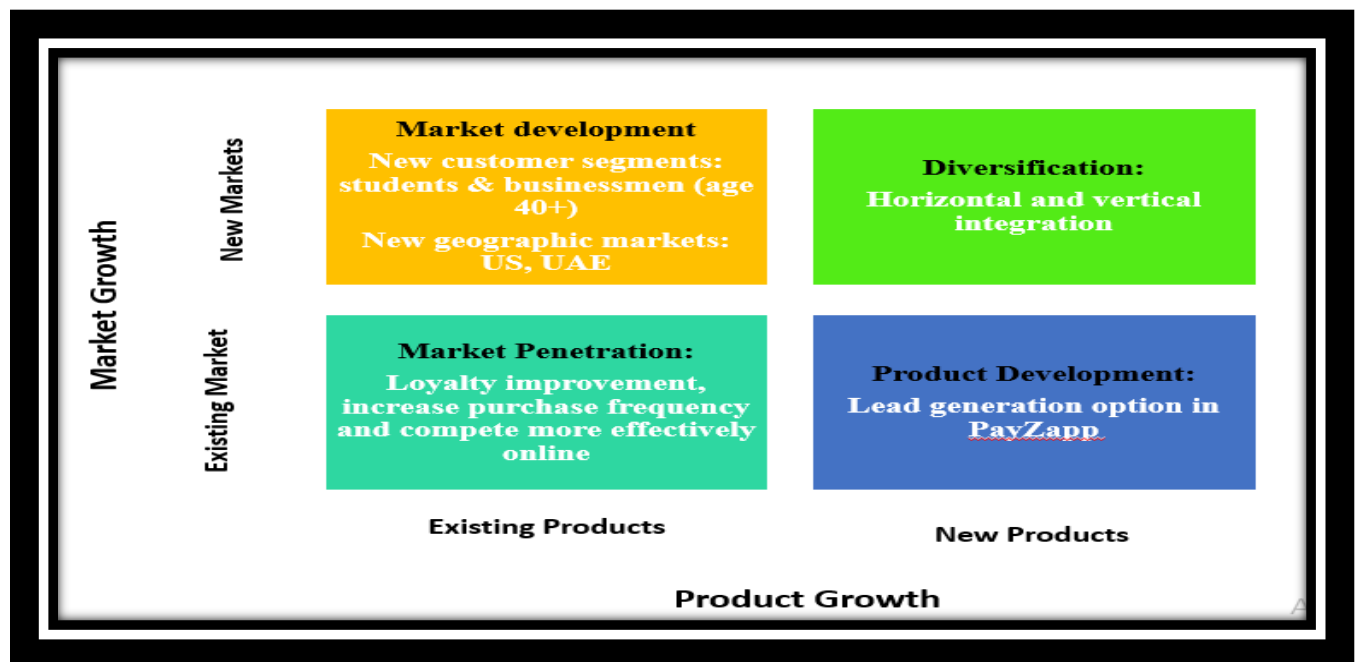 Market Growth
New Markets
Existing Market
Market development
New customer segments:
students & businessmen (age
40+)
New geographic markets:
US, UAE
Diversification:
Horizontal and vertical
integration
Market Penetration:
Loyalty improvement,
increase purchase frequency
and compete more effectively
online
Product Development:
Lead generation option in
PayZapp
Existing Products
New Products
Product Growth